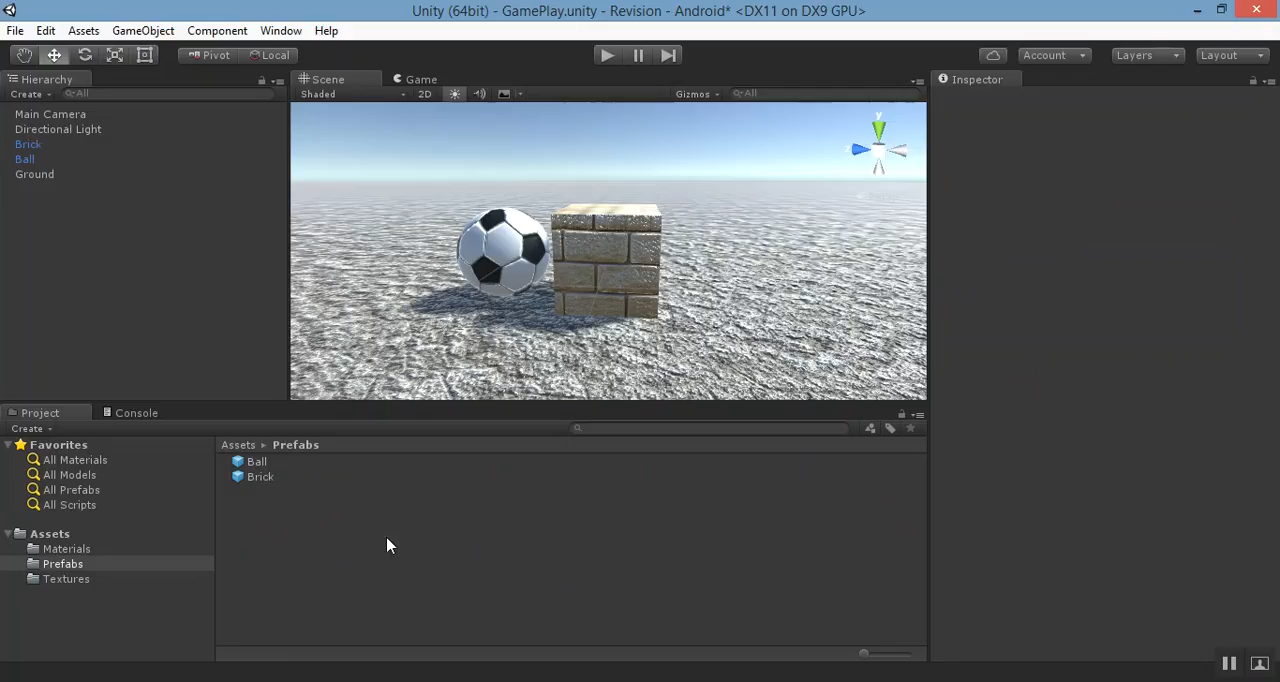 Unity (64bit) - GamePlay.unity - Revision - Android* <DX11 on DX9 GPU>
File Edit Assets GameObject Component Window Help
Pivot Local Account Layers Layout
Hierarchy
Create All
Main Camera
Directional Light
Brick
Ball
Ground
Scene Game
Shaded 2D Gizmos All
y
Inspector
Project Console
Create
Favorites
All Materials
All Models
All Prefabs
All Scripts
Assets
Materials
Prefabs
Textures
Assets ▸ Prefabs
Ball
Brick